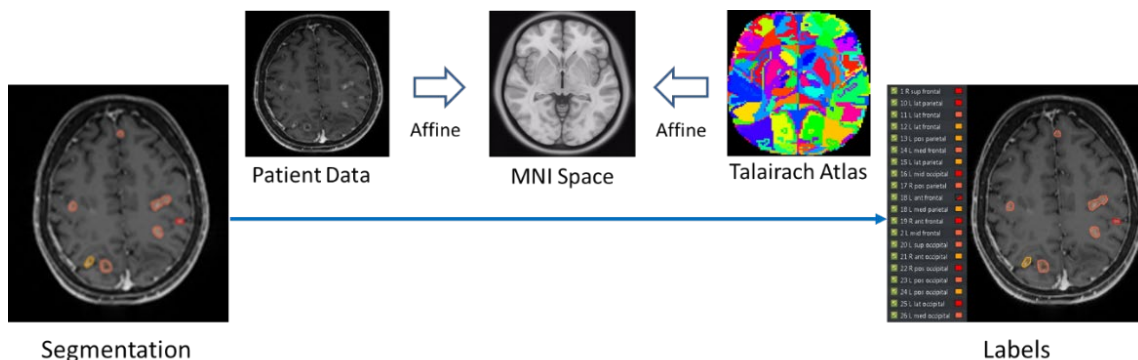 Affine
Affine
Patient Data
MNI Space
Talairach Atlas
1 R sup frontal
10 L lat parietal
11 L lat frontal
12 L lat frontal
13 L pos parietal
14 L med frontal
15 L lat parietal
16 L mid occipital
17 R pos parietal
18 L ant frontal
18 L med parietal
19 R ant frontal
2 L mid frontal
20 L sup occipital
21 R ant occipital
22 R pos occipital
23 L pos occipital
24 L pos occipital
25 L lat occipital
26 L med occipital
Segmentation
Labels